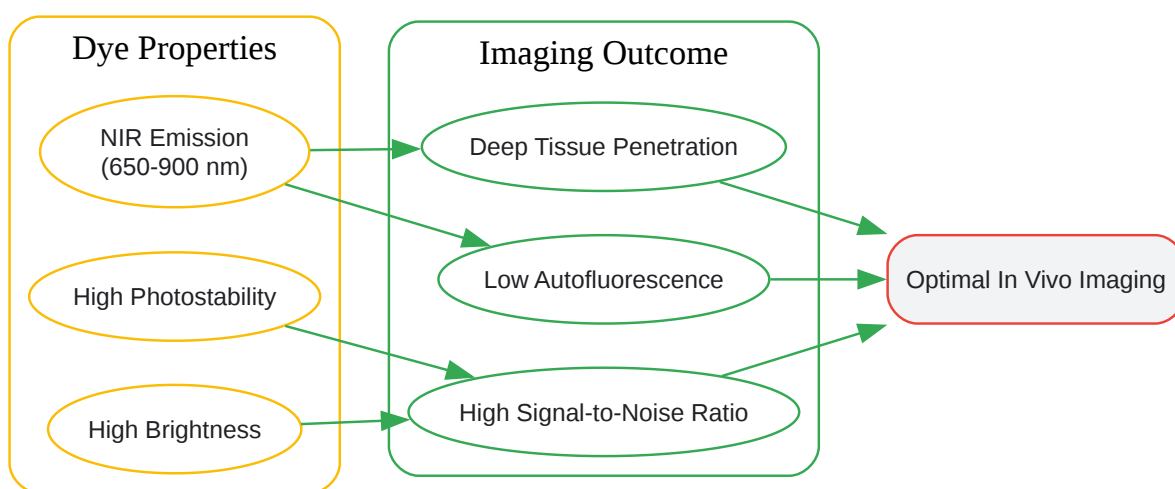 Dye Properties
NIR Emission
(650-900 nm)
High Photostability
High Brightness
Imaging Outcome
Deep Tissue Penetration
Low Autofluorescence
High Signal-to-Noise Ratio
Optimal In Vivo Imaging